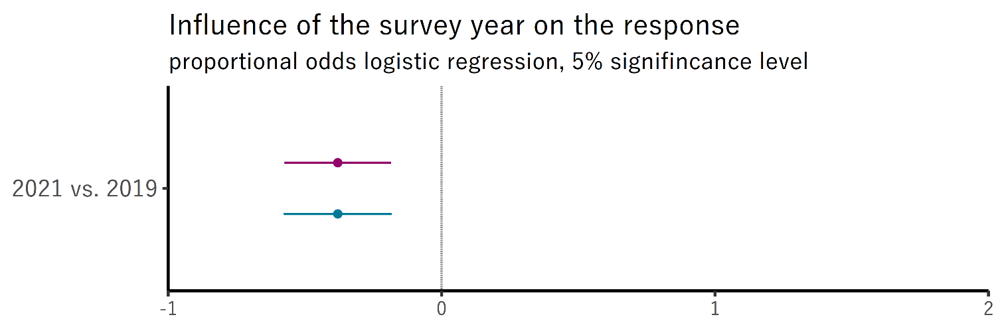 Influence of the survey year on the response
proportional odds logistic regression, 5% signifincance level
2021 vs. 2019
-1 0 1 2